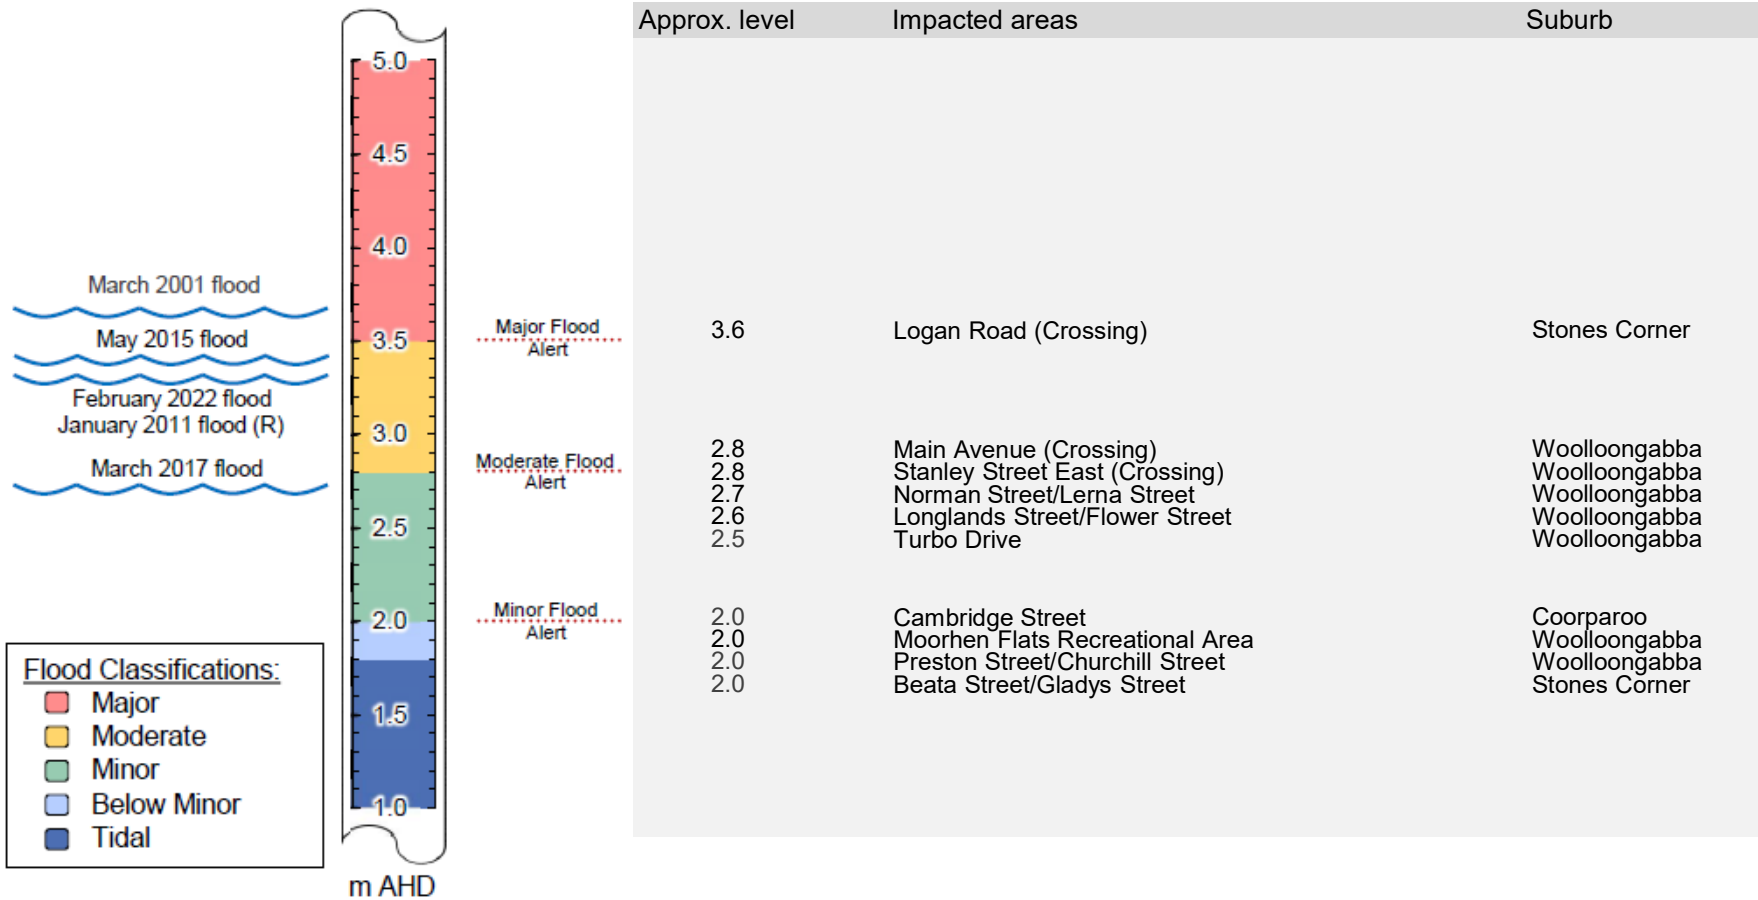 Approx. level Impacted areas Suburb
5.0
4.5
4.0
3.5
3.0
2.5
2.0
1.5
1.0
m AHD
March 2001 flood
May 2015 flood
February 2022 flood
January 2011 flood (R)
March 2017 flood
Major Flood
Alert
Moderate Flood
Alert
Minor Flood
Alert
3.6 Logan Road (Crossing) Stones Corner
2.8 Main Avenue (Crossing) Woolloongabba
2.8 Stanley Street East (Crossing) Woolloongabba
2.7 Norman Street/Lerna Street Woolloongabba
2.6 Longlands Street/Flower Street Woolloongabba
2.5 Turbo Drive Woolloongabba
2.0 Cambridge Street Coorparoo
2.0 Moorhen Flats Recreational Area Woolloongabba
2.0 Preston Street/Churchill Street Woolloongabba
2.0 Beata Street/Gladys Street Stones Corner
Flood Classifications:
Major
Moderate
Minor
Below Minor
Tidal